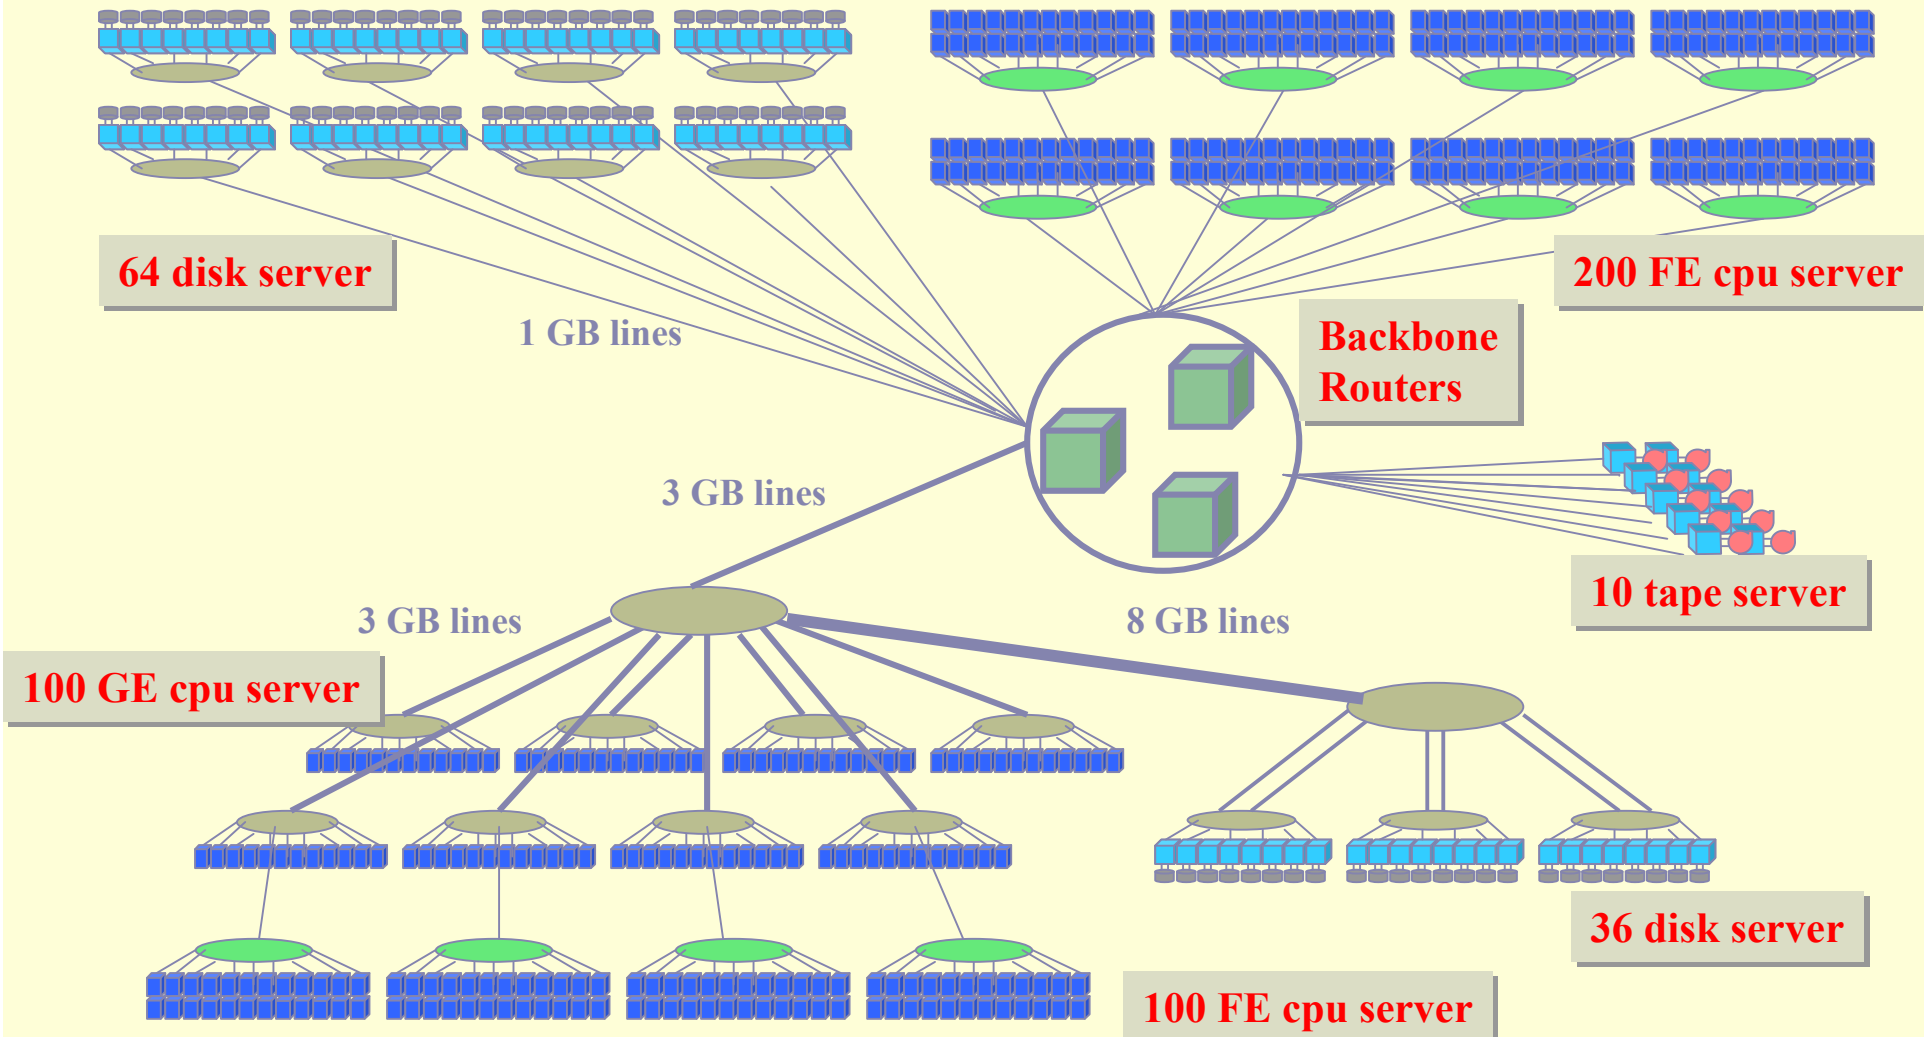 64 disk server
200 FE cpu server
1 GB lines
Backbone
Routers
3 GB lines
10 tape server
3 GB lines
8 GB lines
100 GE cpu server
36 disk server
100 FE cpu server